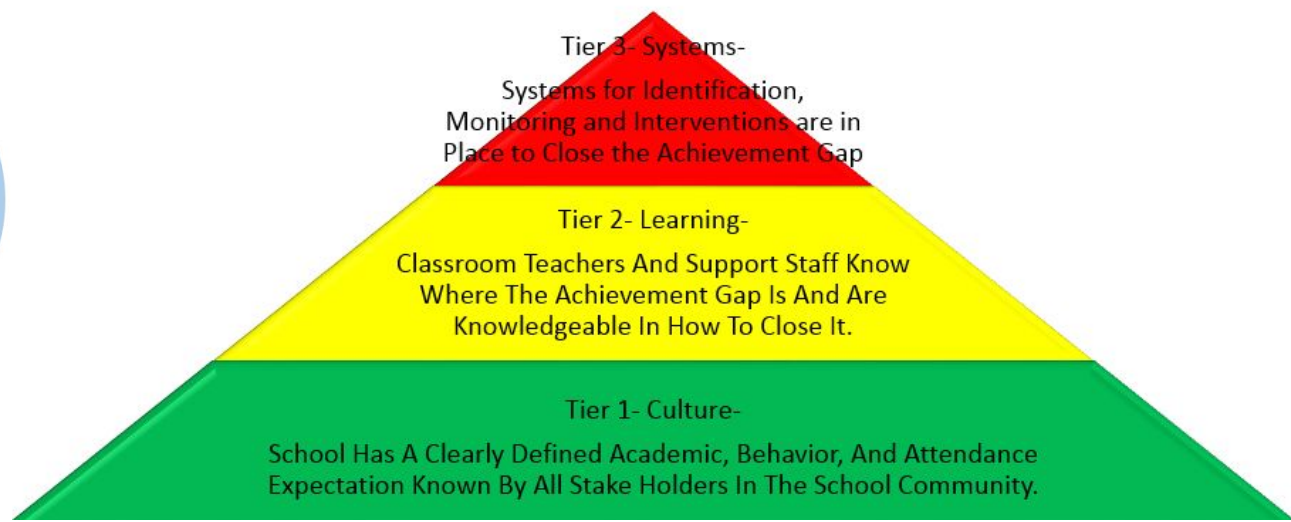 Tier 3- Systems-
Systems for Identification,
Monitoring and Interventions are in
Place to Close the Achievement Gap
Tier 2- Learning-
Classroom Teachers And Support Staff Know
Where The Achievement Gap Is And Are
Knowledgeable In How To Close It.
Tier 1- Culture-
School Has A Clearly Defined Academic, Behavior, And Attendance
Expectation Known By All Stake Holders In The School Community.